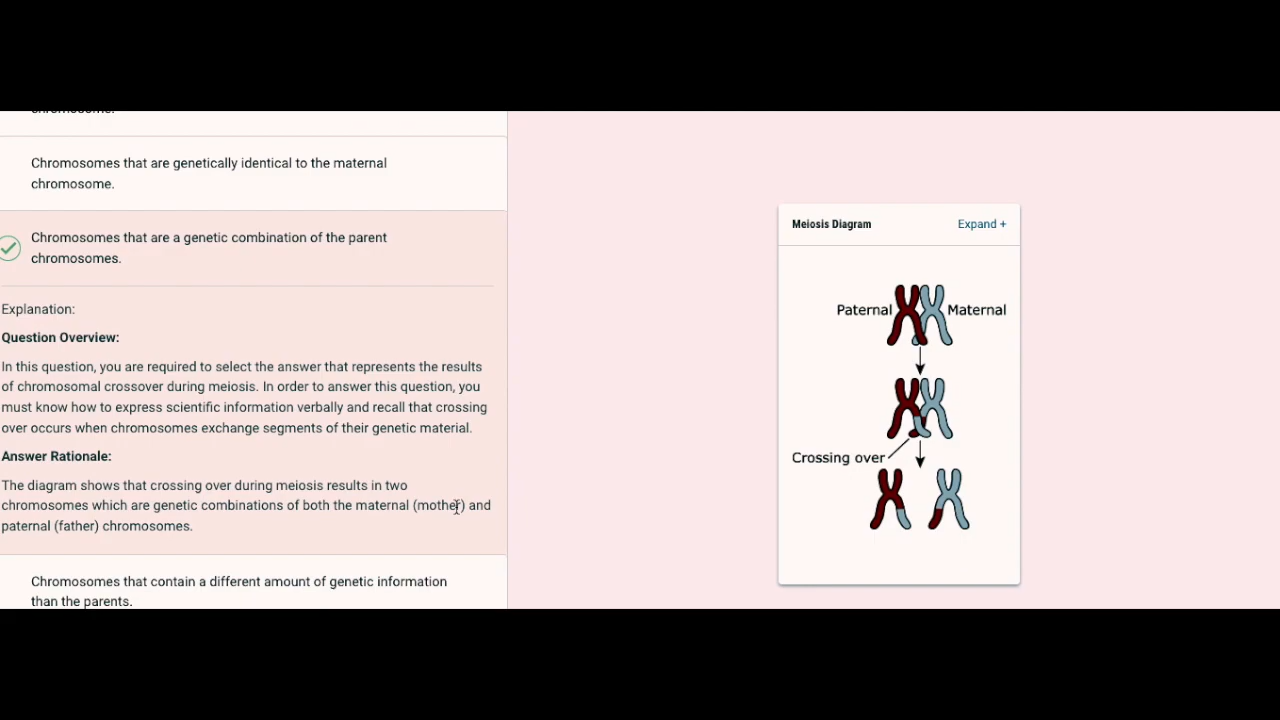 Chromosomes that are genetically identical to the maternal
chromosome.
Chromosomes that are a genetic combination of the parent
chromosomes.
Explanation:
Question Overview:
In this question, you are required to select the answer that represents the results
of chromosomal crossover during meiosis. In order to answer this question, you
must know how to express scientific information verbally and recall that crossing
over occurs when chromosomes exchange segments of their genetic material.
Answer Rationale:
The diagram shows that crossing over during meiosis results in two
chromosomes which are genetic combinations of both the maternal (mother) and
paternal (father) chromosomes.
Chromosomes that contain a different amount of genetic information
than the parents.
Meiosis Diagram
Expand +
Paternal
Maternal
Crossing over